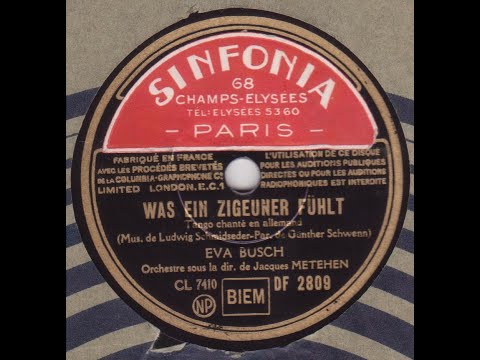 SINFONIA
68
CHAMPS-ELYSÉES
TEL: ELYSÉES 53 60
- PARIS -
FABRIQUÉ EN FRANCE
AVEC LES PROCÉDÉS BREVETÉS
DE LA COLUMBIA-GRAPHOPHONE Cº
LIMITED LONDON. E.C.1
L'UTILISATION DE CE DISQUE
POUR LES AUDITIONS PUBLIQUES
DIRECTES OU POUR LES AUDITIONS
RADIOPHONIQUES EST INTERDITE
WAS EIN ZIGEUNER FÜHLT
Tango chanté en allemand
(Mus. de Ludwig Schmidseder-Par. de Günther Schwenn)
EVA BUSCH
Orchestre sous la dir. de Jacques METEHEN
CL 7410
NP
BIEM
DF 2809